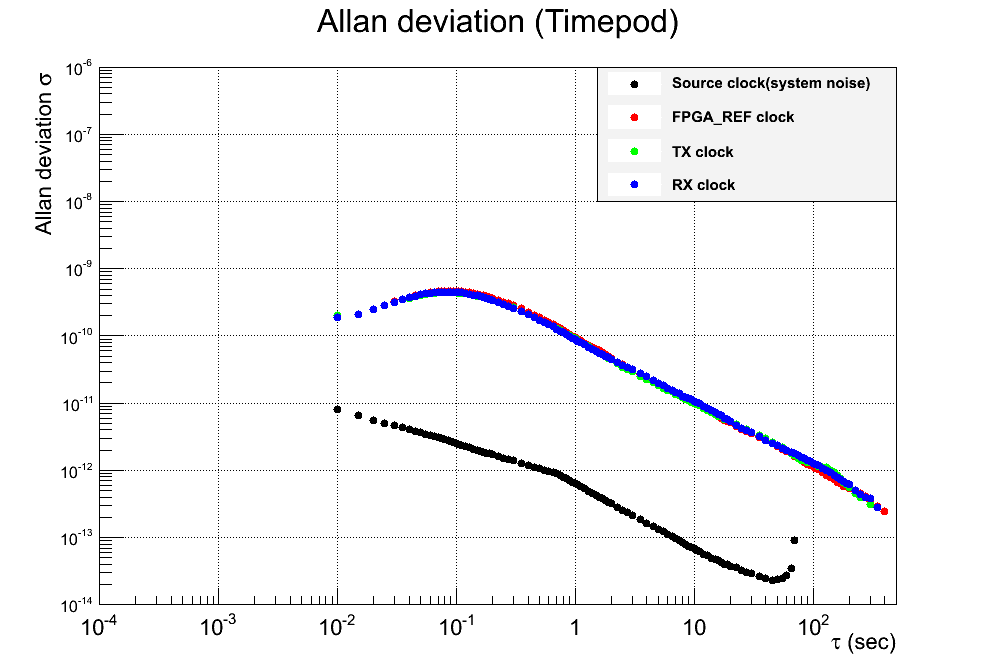 Allan deviation (Timepod)
Allan deviation σ
10⁻⁶
10⁻⁷
10⁻⁸
10⁻⁹
10⁻¹⁰
10⁻¹¹
10⁻¹²
10⁻¹³
10⁻¹⁴
Source clock(system noise)
FPGA_REF clock
TX clock
RX clock
10⁻⁴ 10⁻³ 10⁻² 10⁻¹ 1 10 10²
τ (sec)